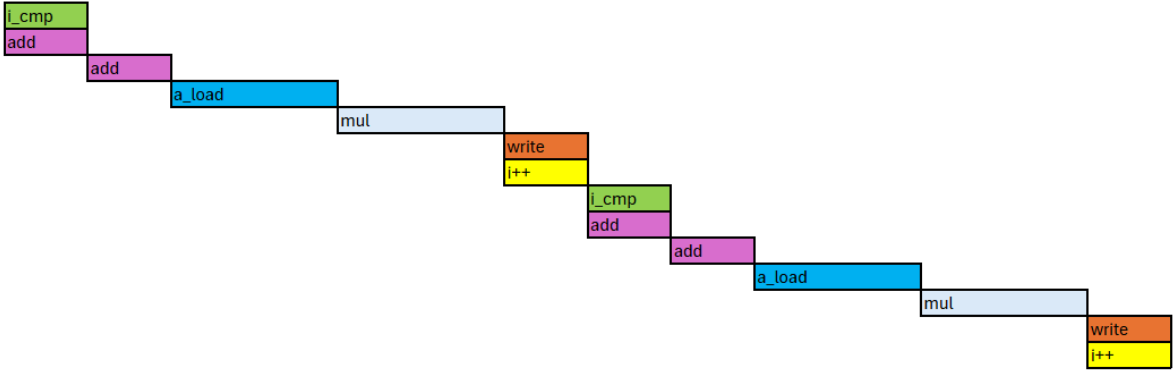 i_cmp
add
add
a_load
mul
write
i++
i_cmp
add
add
a_load
mul
write
i++